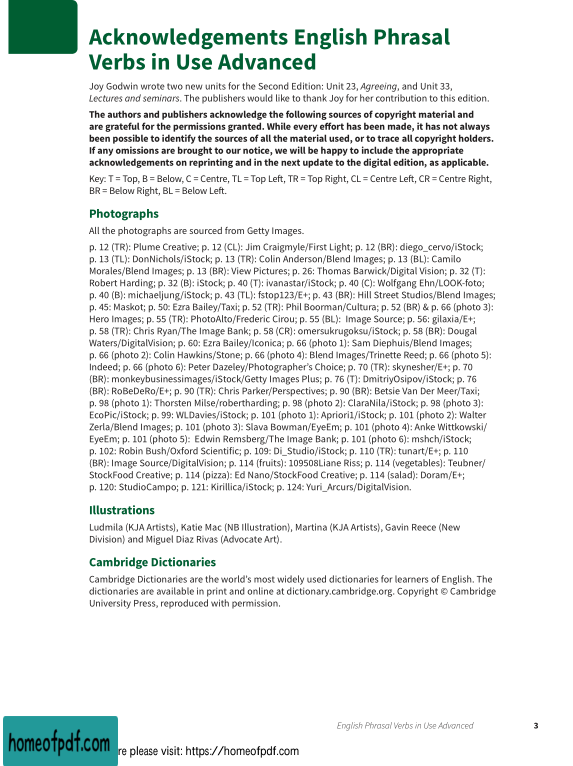 Acknowledgements English Phrasal
Verbs in Use Advanced
Joy Godwin wrote two new units for the Second Edition: Unit 23, Agreeing, and Unit 33,
Lectures and seminars. The publishers would like to thank Joy for her contribution to this edition.
The authors and publishers acknowledge the following sources of copyright material and
are grateful for the permissions granted. While every effort has been made, it has not always
been possible to identify the sources of all the material used, or to trace all copyright holders.
If any omissions are brought to our notice, we will be happy to include the appropriate
acknowledgements on reprinting and in the next update to the digital edition, as applicable.
Key: T = Top, B = Below, C = Centre, TL = Top Left, TR = Top Right, CL = Centre Left, CR = Centre Right,
BR = Below Right, BL = Below Left.
Photographs
All the photographs are sourced from Getty Images.
p. 12 (TR): Plume Creative; p. 12 (CL): Jim Craigmyle/First Light; p. 12 (BR): diego_cervo/iStock;
p. 13 (TL): DonNichols/iStock; p. 13 (TR): Colin Anderson/Blend Images; p. 13 (BL): Camilo
Morales/Blend Images; p. 13 (BR): View Pictures; p. 26: Thomas Barwick/Digital Vision; p. 32 (T):
Robert Harding; p. 32 (B): iStock; p. 40 (T): ivanastar/iStock; p. 40 (C): Wolfgang Ehn/LOOK-foto;
p. 40 (B): michaeljung/iStock; p. 43 (TL): fstop123/E+; p. 43 (BR): Hill Street Studios/Blend Images;
p. 45: Maskot; p. 50: Ezra Bailey/Taxi; p. 52 (TR): Phil Boorman/Cultura; p. 52 (BR) & p. 66 (photo 3):
Hero Images; p. 55 (TR): PhotoAlto/Frederic Cirou; p. 55 (BL): Image Source; p. 56: gilaxia/E+;
p. 58 (TR): Chris Ryan/The Image Bank; p. 58 (CR): omersukrugoksu/iStock; p. 58 (BR): Dougal
Waters/DigitalVision; p. 60: Ezra Bailey/Iconica; p. 66 (photo 1): Sam Diephuis/Blend Images;
p. 66 (photo 2): Colin Hawkins/Stone; p. 66 (photo 4): Blend Images/Trinette Reed; p. 66 (photo 5):
Indeed; p. 66 (photo 6): Peter Dazeley/Photographer's Choice; p. 70 (TR): skynesher/E+; p. 70
(BR): monkeybusinessimages/iStock/Getty Images Plus; p. 76 (T): DmitriyOsipov/iStock; p. 76
(BR): RoBeDeRo/E+; p. 90 (TR): Chris Parker/Perspectives; p. 90 (BR): Betsie Van Der Meer/Taxi;
p. 98 (photo 1): Thorsten Milse/robertharding; p. 98 (photo 2): ClaraNila/iStock; p. 98 (photo 3):
EcoPic/iStock; p. 99: WLDavies/iStock; p. 101 (photo 1): Apriori1/iStock; p. 101 (photo 2): Walter
Zerla/Blend Images; p. 101 (photo 3): Slava Bowman/EyeEm; p. 101 (photo 4): Anke Wittkowski/
EyeEm; p. 101 (photo 5): Edwin Remsberg/The Image Bank; p. 101 (photo 6): mshch/iStock;
p. 102: Robin Bush/Oxford Scientific; p. 109: Di_Studio/iStock; p. 110 (TR): tunart/E+; p. 110
(BR): Image Source/DigitalVision; p. 114 (fruits): 109508Liane Riss; p. 114 (vegetables): Teubner/
StockFood Creative; p. 114 (pizza): Ed Nano/StockFood Creative; p. 114 (salad): Doram/E+;
p. 120: StudioCampo; p. 121: Kirillica/iStock; p. 124: Yuri_Arcurs/DigitalVision.
Illustrations
Ludmila (KJA Artists), Katie Mac (NB Illustration), Martina (KJA Artists), Gavin Reece (New
Division) and Miguel Diaz Rivas (Advocate Art).
Cambridge Dictionaries
Cambridge Dictionaries are the world's most widely used dictionaries for learners of English. The
dictionaries are available in print and online at dictionary.cambridge.org. Copyright © Cambridge
University Press, reproduced with permission.
English Phrasal Verbs in Use Advanced 3
homeofpdf.com
re please visit: https://homeofpdf.com